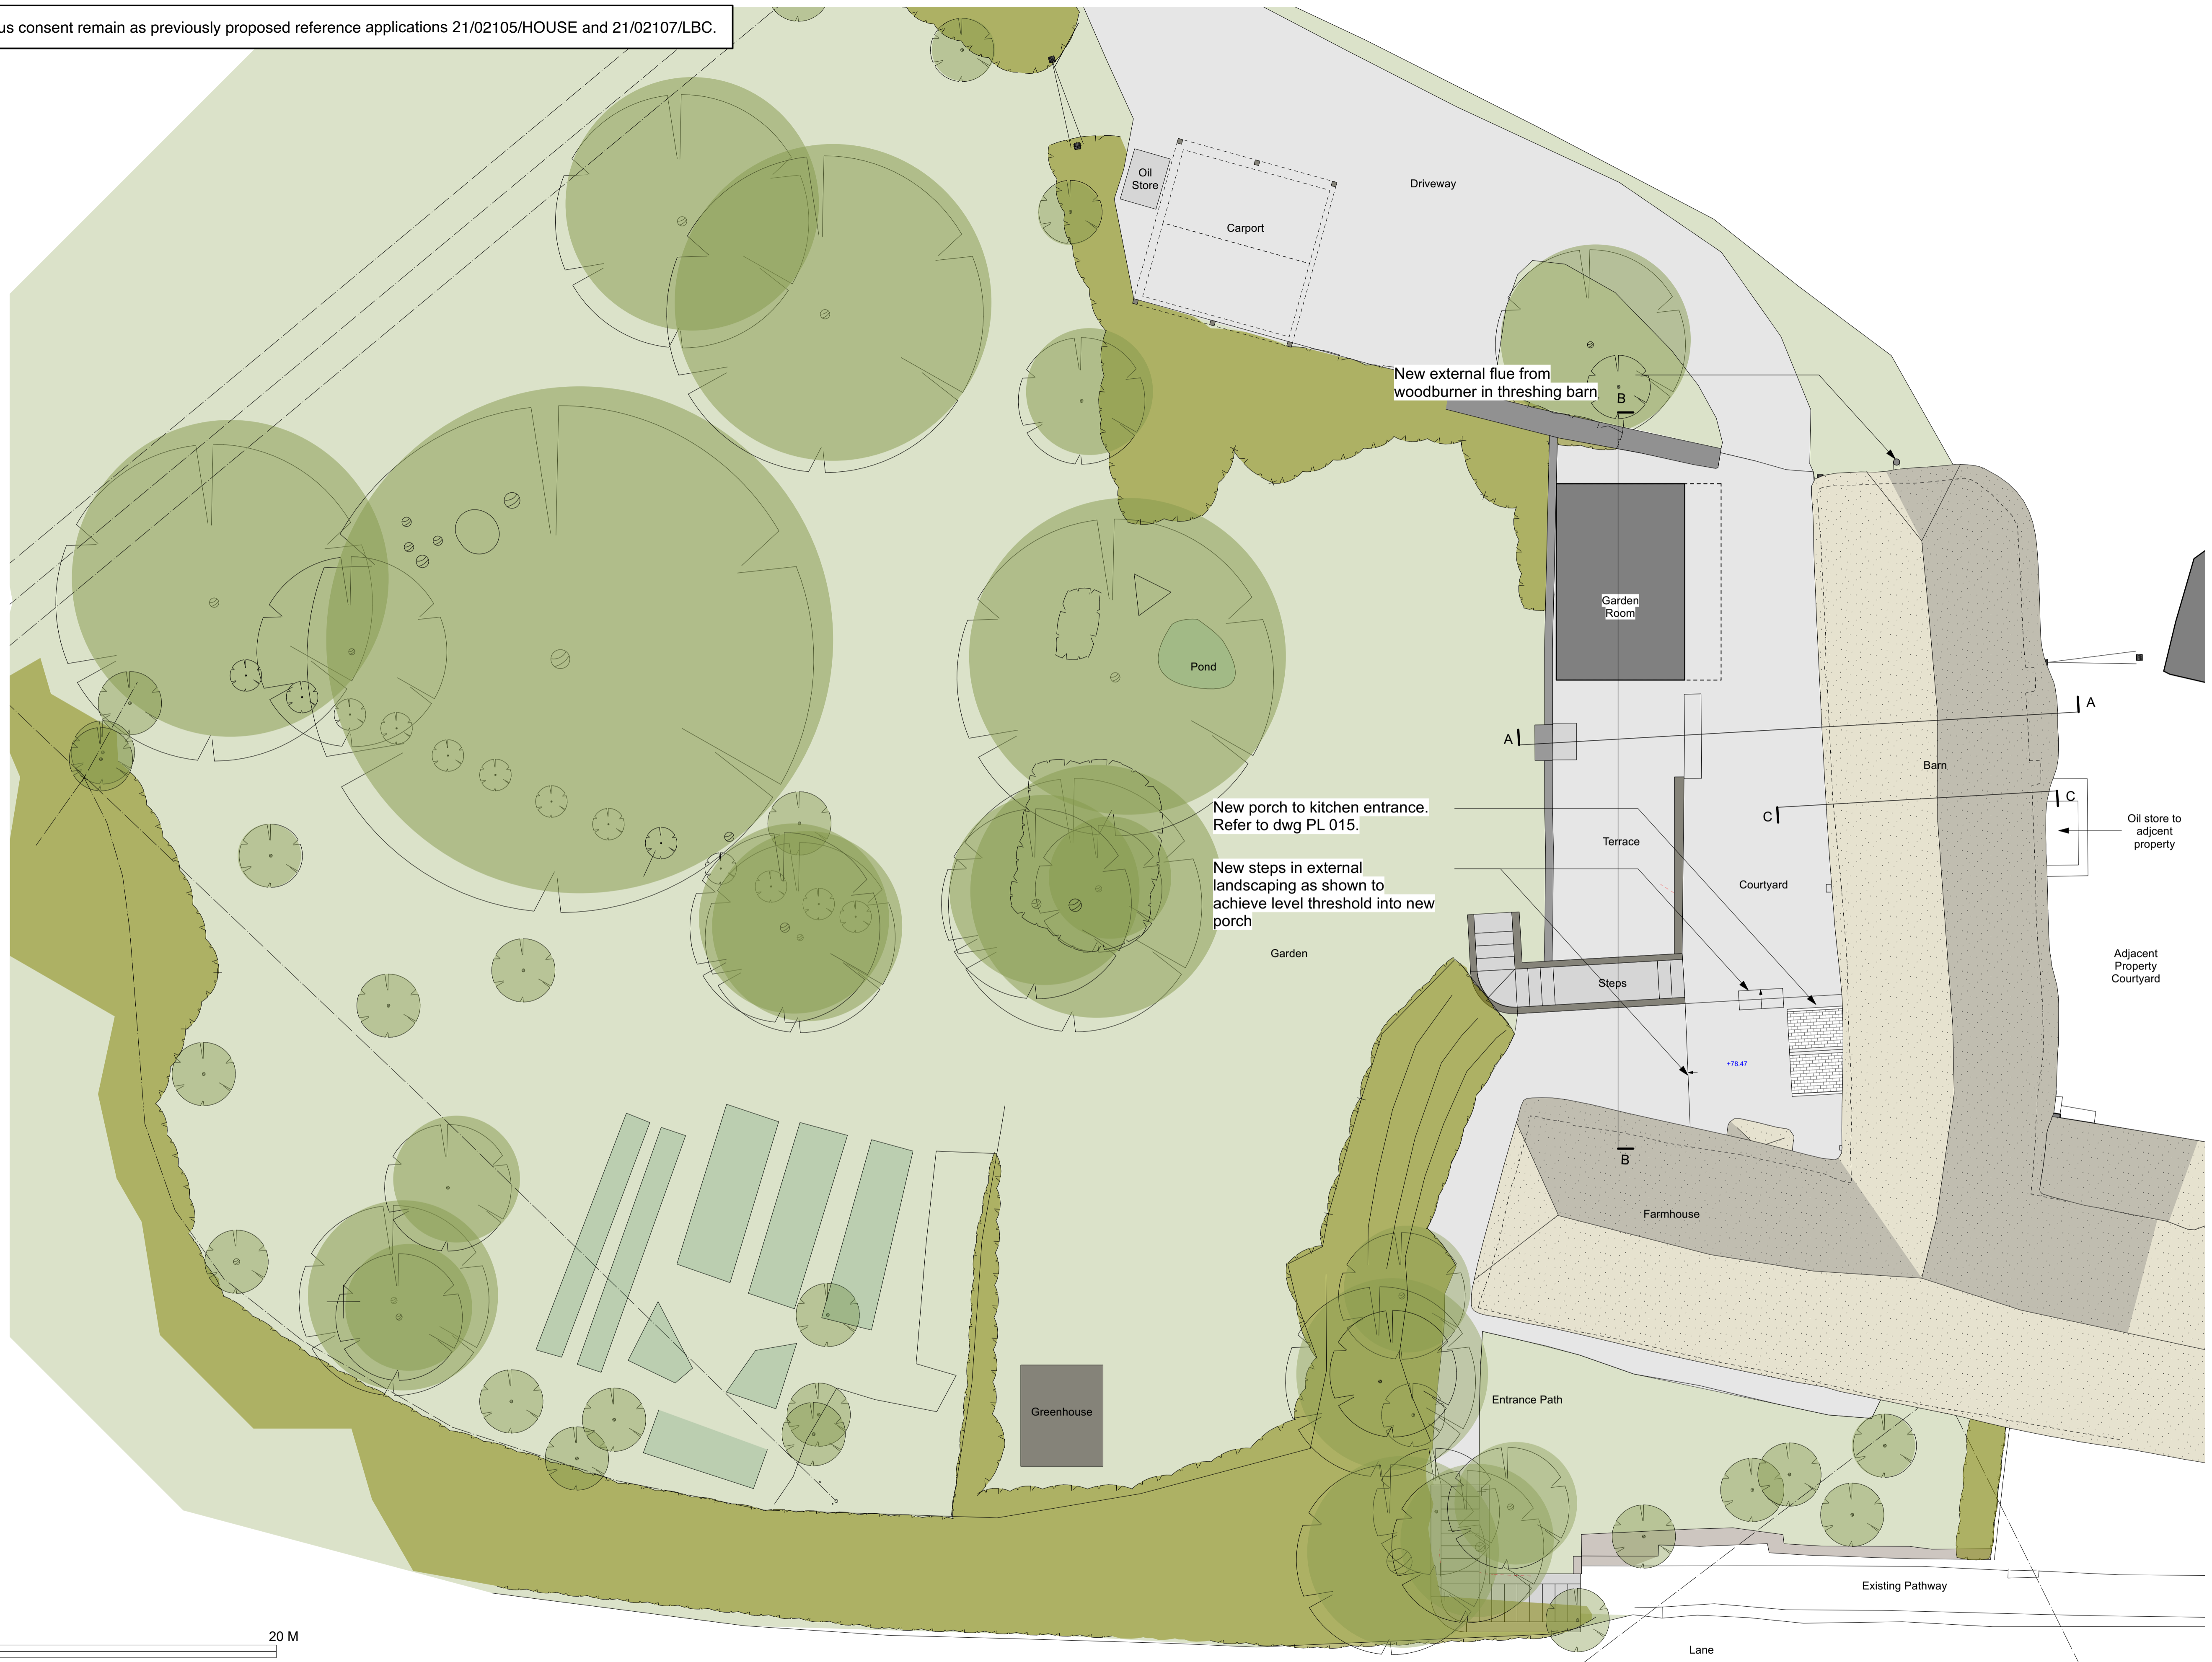 us consent remain as previously proposed reference applications 21/02105/HOUSE and 21/02107/LBC.
Oil
Store
Driveway
Carport
New external flue from
woodburner in threshing barn
B
Garden
Room
Pond
A
A
Barn
New porch to kitchen entrance.
Refer to dwg PL 015.
C
C
Oil store to
adjcent
property
Terrace
New steps in external
landscaping as shown to
achieve level threshold into new
porch
Courtyard
Garden
Adjacent
Property
Courtyard
Steps
+78.47
B
Farmhouse
Entrance Path
Greenhouse
Existing Pathway
20 M
Lane